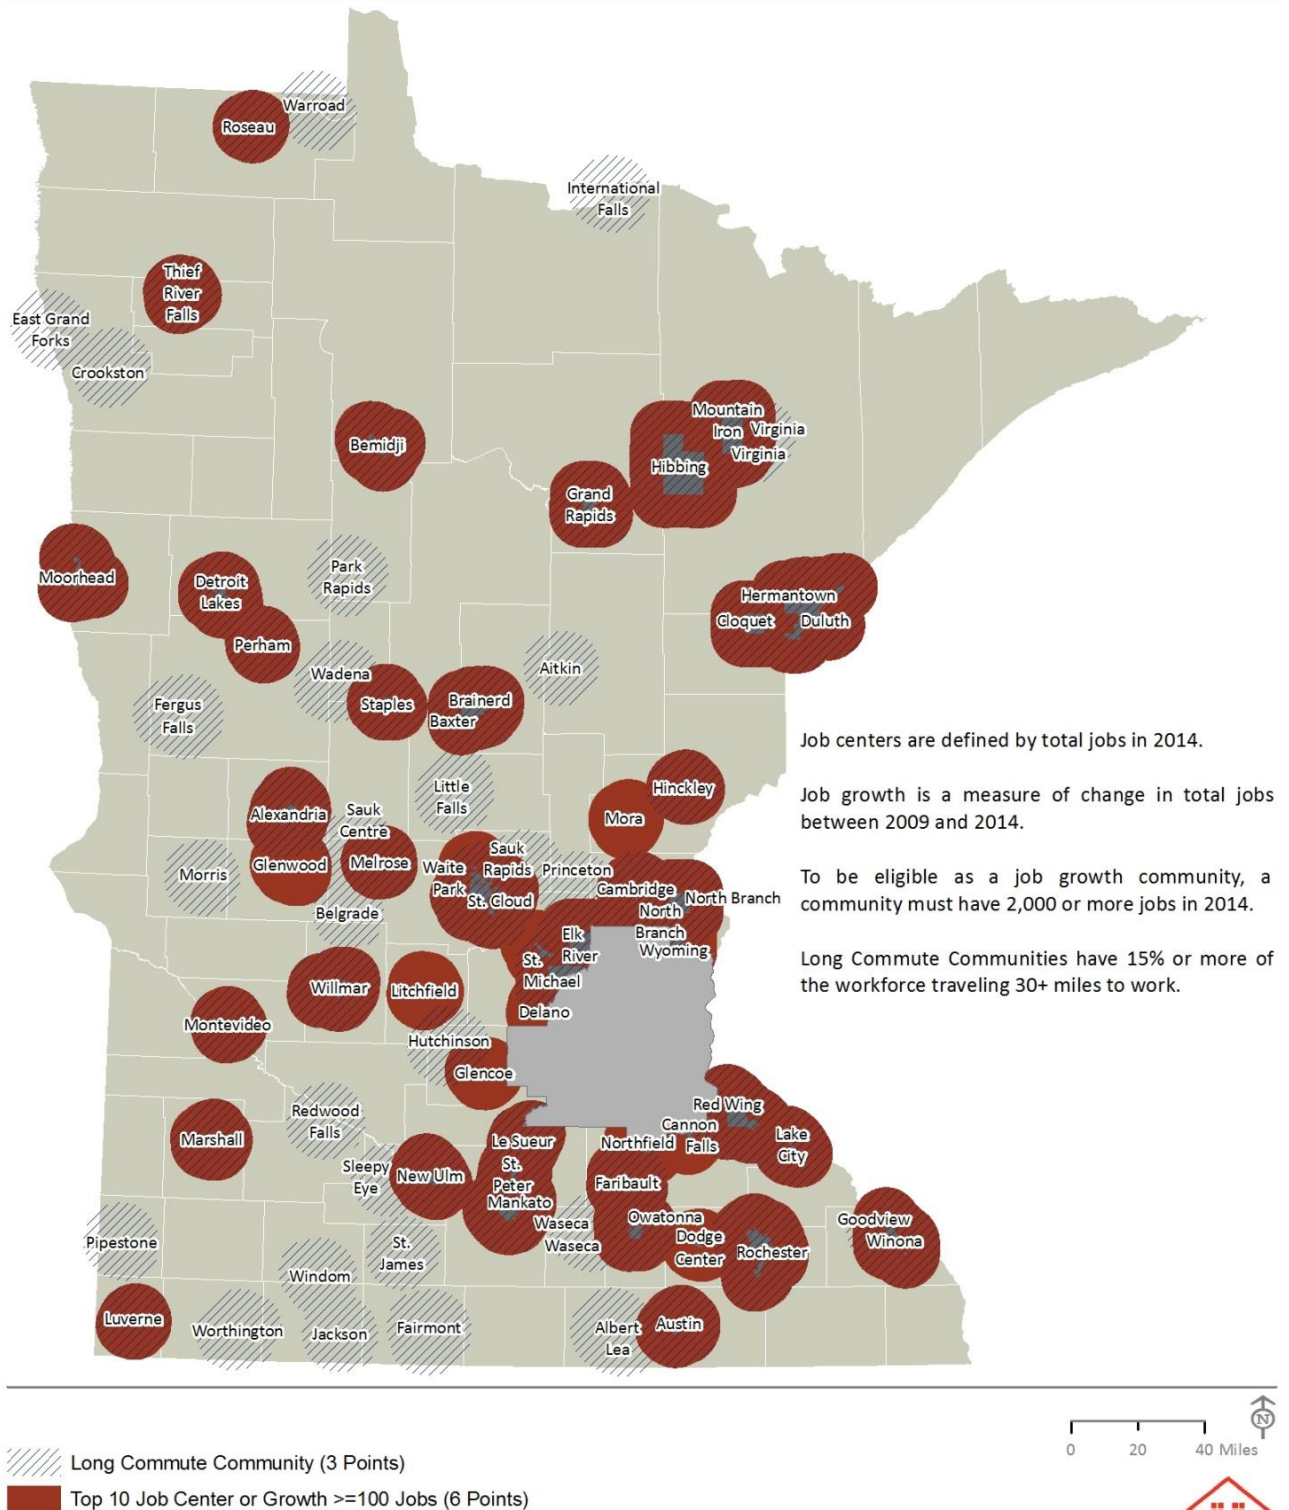 Warroad
Roseau
International
Falls
Thief
River
Falls
East Grand
Forks
Crookston
Mountain
Iron
Virginia
Virginia
Bemidji
Hibbing
Grand
Rapids
Moorhead
Detroit
Lakes
Park
Rapids
Hermantown
Cloquet
Duluth
Perham
Wadena
Aitkin
Staples
Brainerd
Baxter
Fergus
Falls
Job centers are defined by total jobs in 2014.
Job growth is a measure of change in total jobs
between 2009 and 2014.
To be eligible as a job growth community, a
community must have 2,000 or more jobs in 2014.
Long Commute Communities have 15% or more of
the workforce traveling 30+ miles to work.
Little
Falls
Hinckley
Mora
Alexandria
Sauk
Centre
Glenwood
Melrose
Morris
Waite
Park
Sauk
Rapids
St. Cloud
Princeton
Cambridge
North Branch
North
Branch
Wyoming
Belgrade
Elk
River
St.
Michael
Delano
Willmar
Litchfield
Montevideo
Hutchinson
Glencoe
Redwood
Falls
Marshall
Sleepy
Eye
New Ulm
Le Sueur
St.
Peter
Mankato
Red Wing
Cannon
Falls
Northfield
Lake
City
Faribault
Waseca
Waseca
Owatonna
Dodge
Center
Rochester
Goodview
Winona
Pipestone
St.
James
Windom
Luverne
Worthington
Jackson
Fairmont
Albert
Lea
Austin
N
0 20 40 Miles
Long Commute Community (3 Points)
Top 10 Job Center or Growth >=100 Jobs (6 Points)